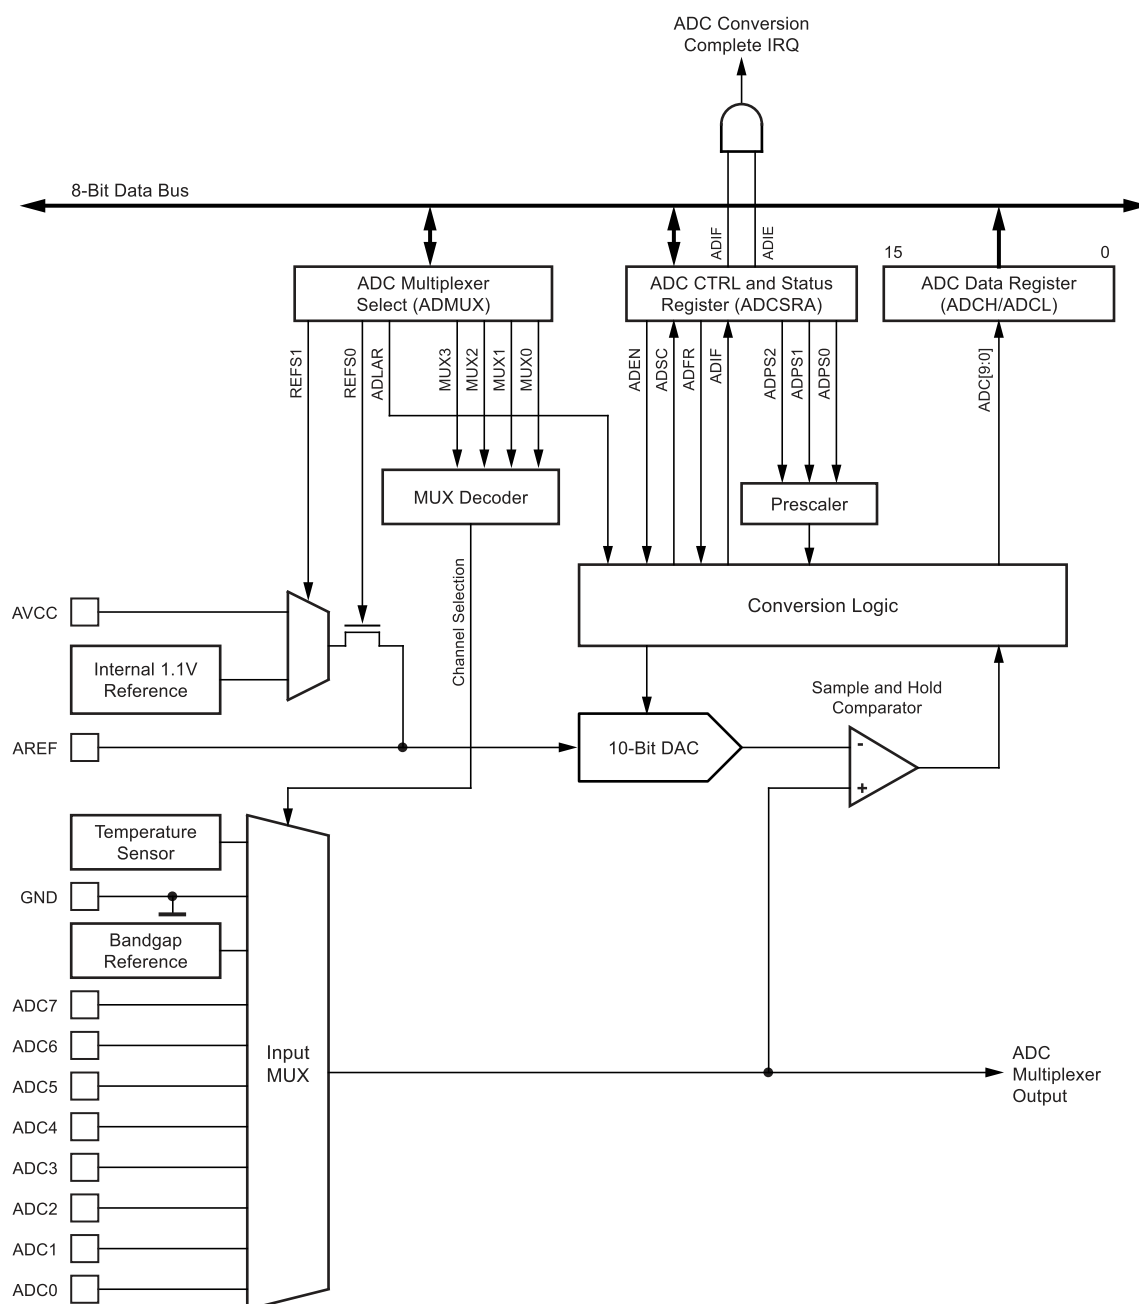 ADC Conversion
Complete IRQ
8-Bit Data Bus
ADIF
ADIE
15
0
ADC Multiplexer
Select (ADMUX)
ADC CTRL and Status
Register (ADCSRA)
ADC Data Register
(ADCH/ADCL)
REFS1
REFS0
ADLAR
MUX3
MUX2
MUX1
MUX0
ADEN
ADSC
ADFR
ADIF
ADPS2
ADPS1
ADPS0
ADC[9:0]
MUX Decoder
Prescaler
Channel Selection
Conversion Logic
AVCC
Internal 1.1V
Reference
Sample and Hold
Comparator
AREF
10-Bit DAC
-
+
Temperature
Sensor
GND
Bandgap
Reference
ADC7
ADC6
ADC5
ADC4
ADC3
ADC2
ADC1
ADC0
Input
MUX
ADC
Multiplexer
Output